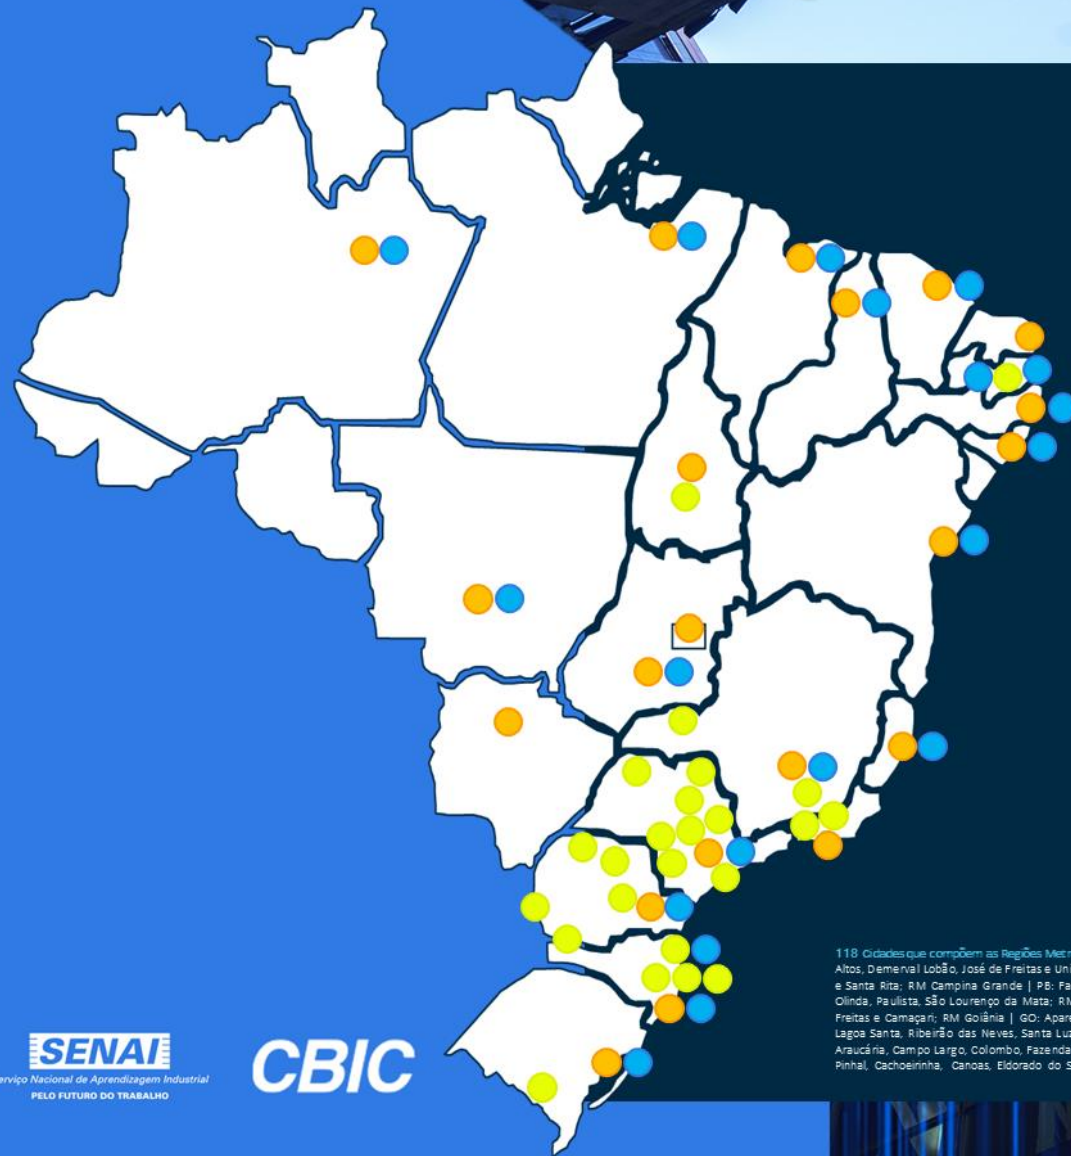 118 Cidades que compõem as Regiões Metr
Altos, Demerval Lobão, José de Freitas e Uni
e Santa Rita; RM Campina Grande | PB: Fa
Olinda, Paulista, São Lourenço da Mata; RM
Freitas e Camaçari; RM Goiânia | GO: Apare
Lagoa Santa, Ribeirão das Neves, Santa Luz
Araucária, Campo Largo, Colombo, Fazenda
Pinhal, Cachoeirinha, Canoas, Eldorado do S
SENAI
erviço Nacional de Aprendizagem Industrial
PELO FUTURO DO TRABALHO
CBIC